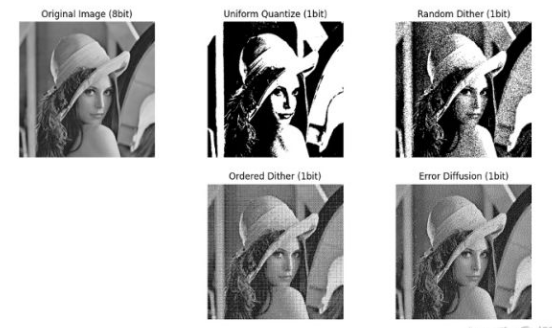 Original Image (8bit)
Uniform Quantize (1bit)
Random Dither (1bit)
Ordered Dither (1bit)
Error Diffusion (1bit)